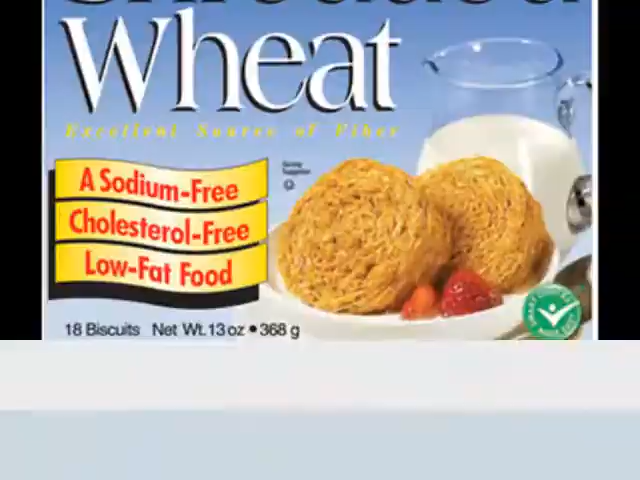 Shredded
Wheat
Excellent Source of Fiber
A Sodium-Free
Cholesterol-Free
Low-Fat Food
18 Biscuits Net Wt.13 oz • 368 g